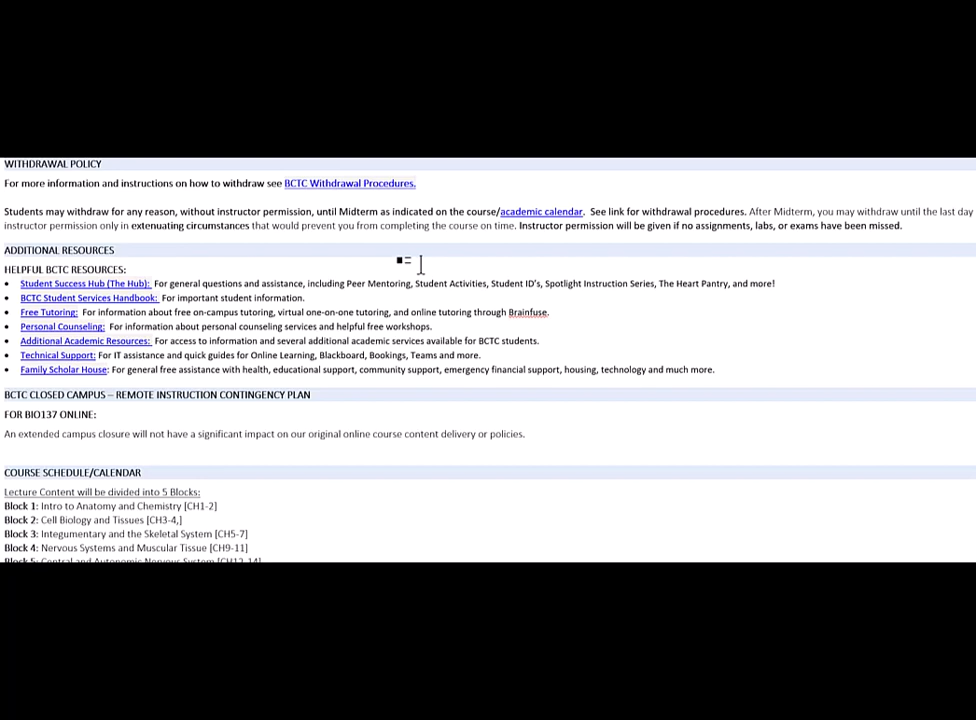 WITHDRAWAL POLICY
For more information and instructions on how to withdraw see BCTC Withdrawal Procedures.
Students may withdraw for any reason, without instructor permission, until Midterm as indicated on the course/academic calendar. See link for withdrawal procedures. After Midterm, you may withdraw until the last day
instructor permission only in extenuating circumstances that would prevent you from completing the course on time. Instructor permission will be given if no assignments, labs, or exams have been missed.
ADDITIONAL RESOURCES
HELPFUL BCTC RESOURCES:
• Student Success Hub (The Hub): For general questions and assistance, including Peer Mentoring, Student Activities, Student ID's, Spotlight Instruction Series, The Heart Pantry, and more!
• BCTC Student Services Handbook: For important student information.
• Free Tutoring: For information about free on-campus tutoring, virtual one-on-one tutoring, and online tutoring through Brainfuse.
• Personal Counseling: For information about personal counseling services and helpful free workshops.
• Additional Academic Resources: For access to information and several additional academic services available for BCTC students.
• Technical Support: For IT assistance and quick guides for Online Learning, Blackboard, Bookings, Teams and more.
• Family Scholar House: For general free assistance with health, educational support, community support, emergency financial support, housing, technology and much more.
BCTC CLOSED CAMPUS – REMOTE INSTRUCTION CONTINGENCY PLAN
FOR BIO137 ONLINE:
An extended campus closure will not have a significant impact on our original online course content delivery or policies.
COURSE SCHEDULE/CALENDAR
Lecture Content will be divided into 5 Blocks:
Block 1: Intro to Anatomy and Chemistry [CH1-2]
Block 2: Cell Biology and Tissues [CH3-4,]
Block 3: Integumentary and the Skeletal System [CH5-7]
Block 4: Nervous Systems and Muscular Tissue [CH9-11]
Block 5: Central and Autonomic Nervous System [CH12-14]